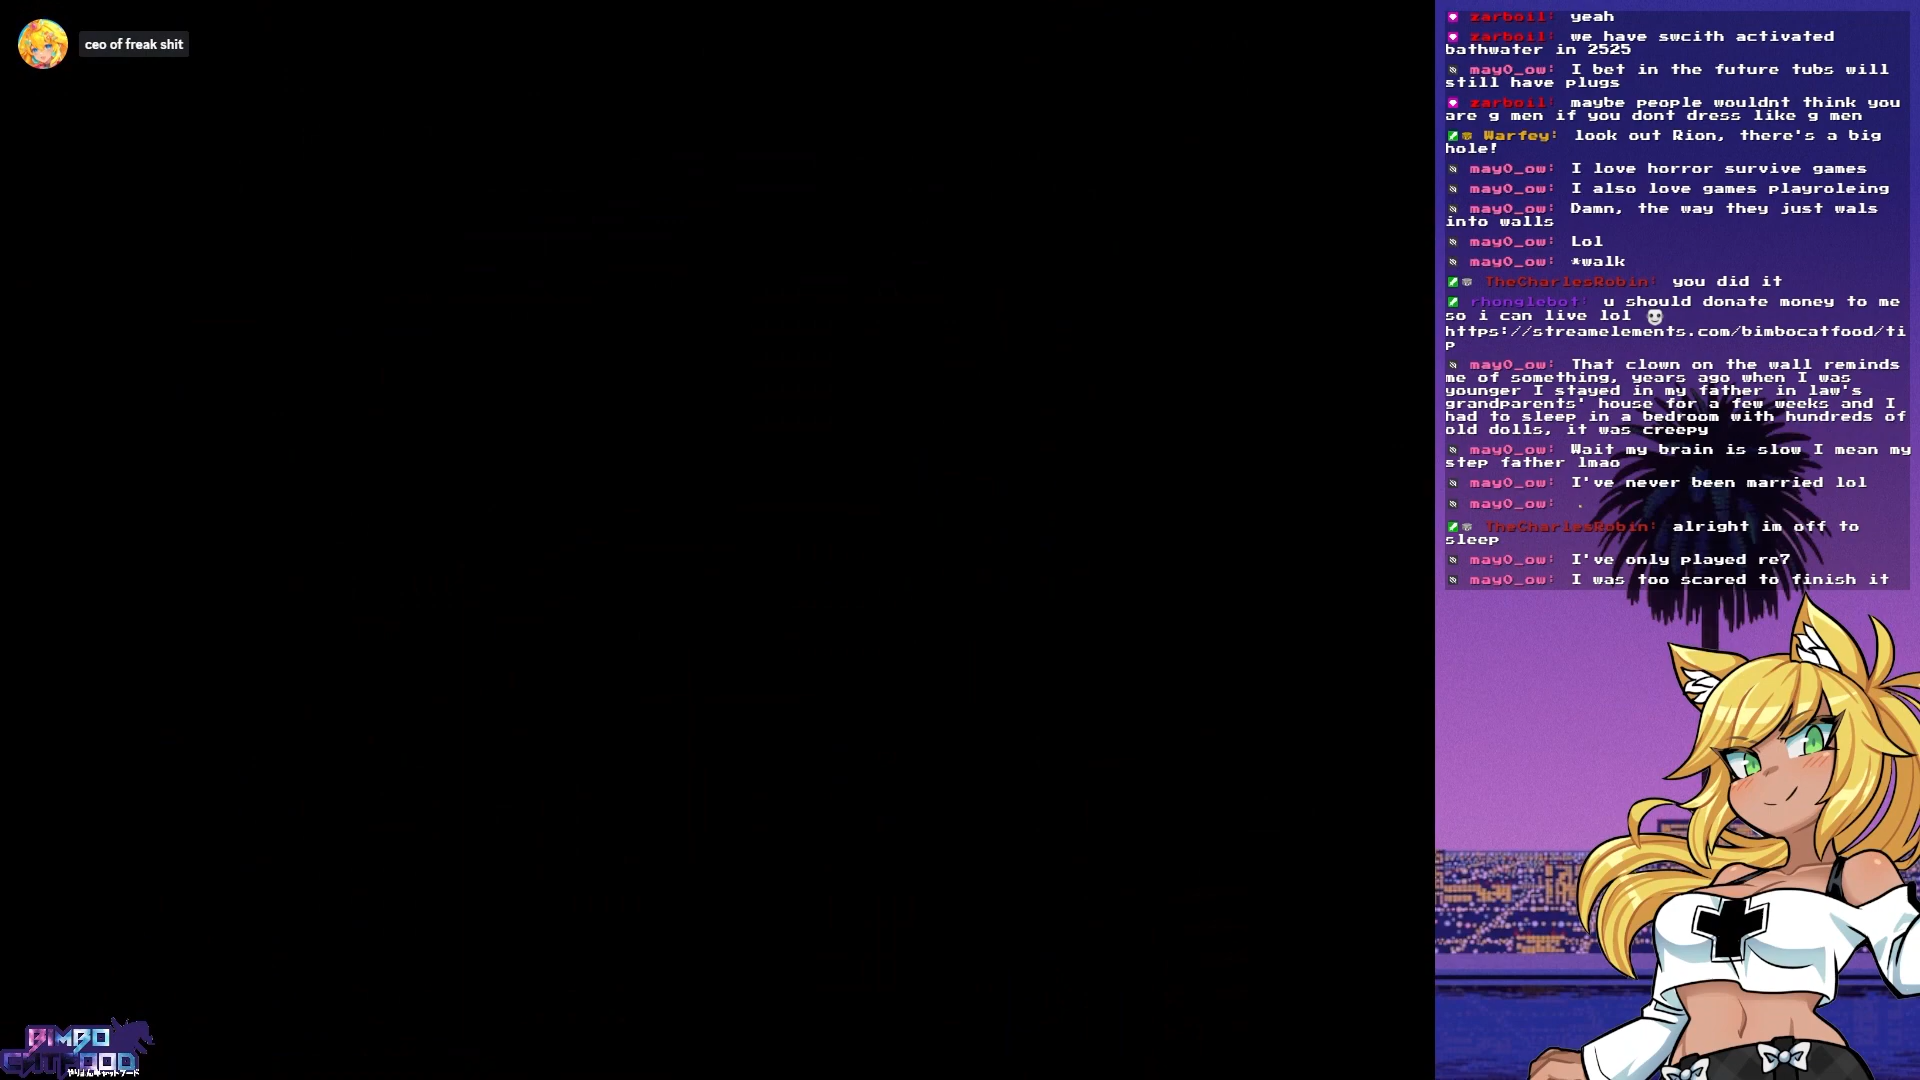 ceo of freak shit
zarboil: yeah
zarboil: we have swcith activated
bathwater in 2525
may0_ow: I bet in the future tubs will
still have plugs
zarboil: maybe people wouldnt think you
are g men if you dont dress like g men
Warfey: look out Rion, there's a big
hole!
may0_ow: I love horror survive games
may0_ow: I also love games playroleing
may0_ow: Damn, the way they just wals
into walls
may0_ow: Lol
may0_ow: *walk
TheCharlesRobin: you did it
rhonglebot: u should donate money to me
so i can live lol
https://streamelements.com/bimbocatfood/ti
p
may0_ow: That clown on the wall reminds
me of something, years ago when I was
younger I stayed in my father in law's
grandparents' house for a few weeks and I
had to sleep in a bedroom with hundreds of
old dolls, it was creepy
may0_ow: Wait my brain is slow I mean my
step father lmao
may0_ow: I've never been married lol
may0_ow: .
TheCharlesRobin: alright im off to
sleep
may0_ow: I've only played re7
may0_ow: I was too scared to finish it
BIMBO
CATFOOD